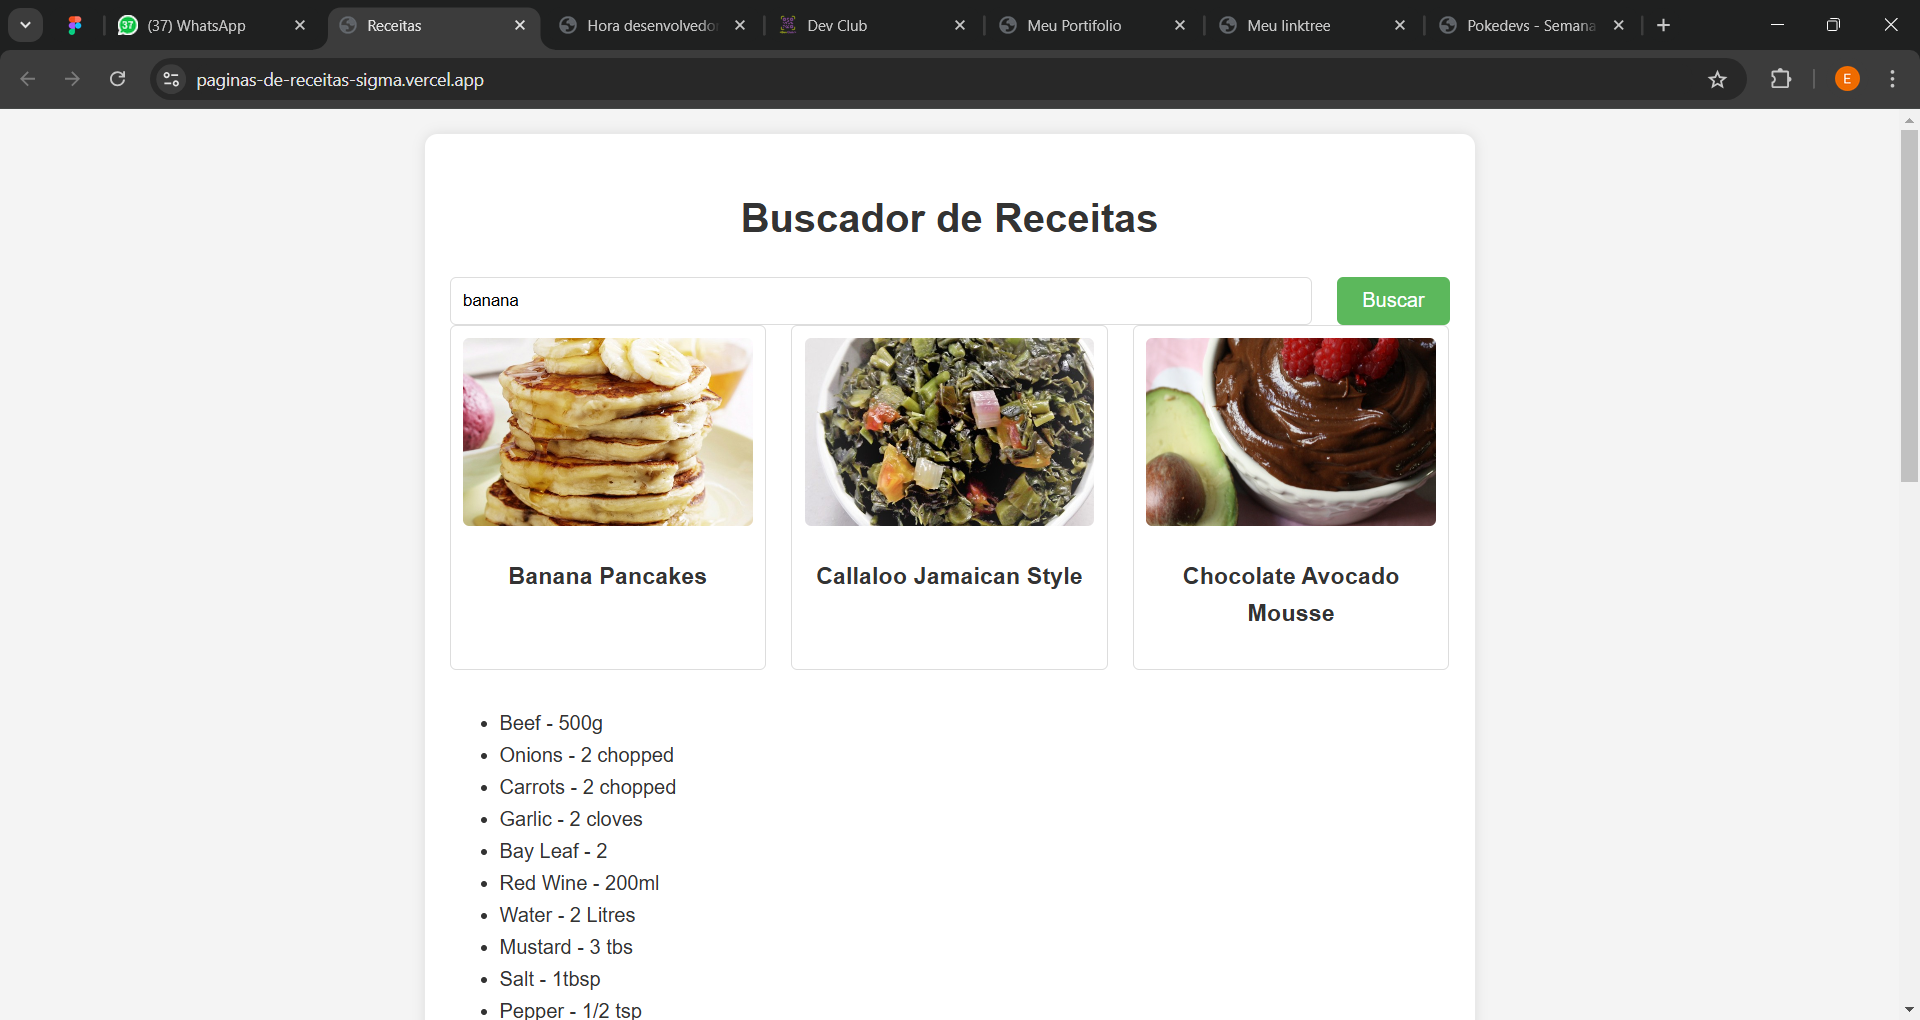 (37) WhatsApp
Receitas
Hora desenvolvedor
Dev Club
Meu Portifolio
Meu linktree
Pokedevs - Semana
paginas-de-receitas-sigma.vercel.app
E
Buscador de Receitas
banana
Buscar
Banana Pancakes
Callaloo Jamaican Style
Chocolate Avocado
Mousse
• Beef - 500g
• Onions - 2 chopped
• Carrots - 2 chopped
• Garlic - 2 cloves
• Bay Leaf - 2
• Red Wine - 200ml
• Water - 2 Litres
• Mustard - 3 tbs
• Salt - 1tbsp
• Pepper - 1/2 tsp